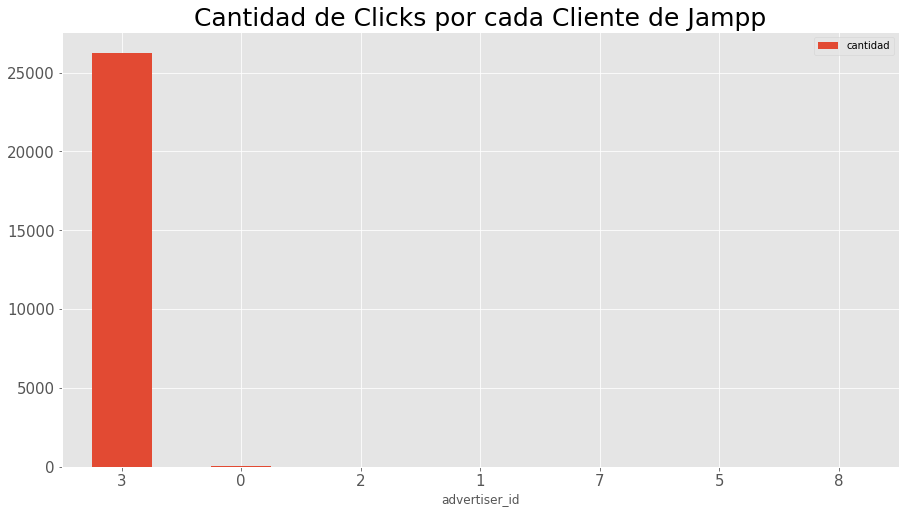 Cantidad de Clicks por cada Cliente de Jampp
cantidad
25000
20000
15000
10000
5000
0
3 0 2 1 7 5 8
advertiser_id